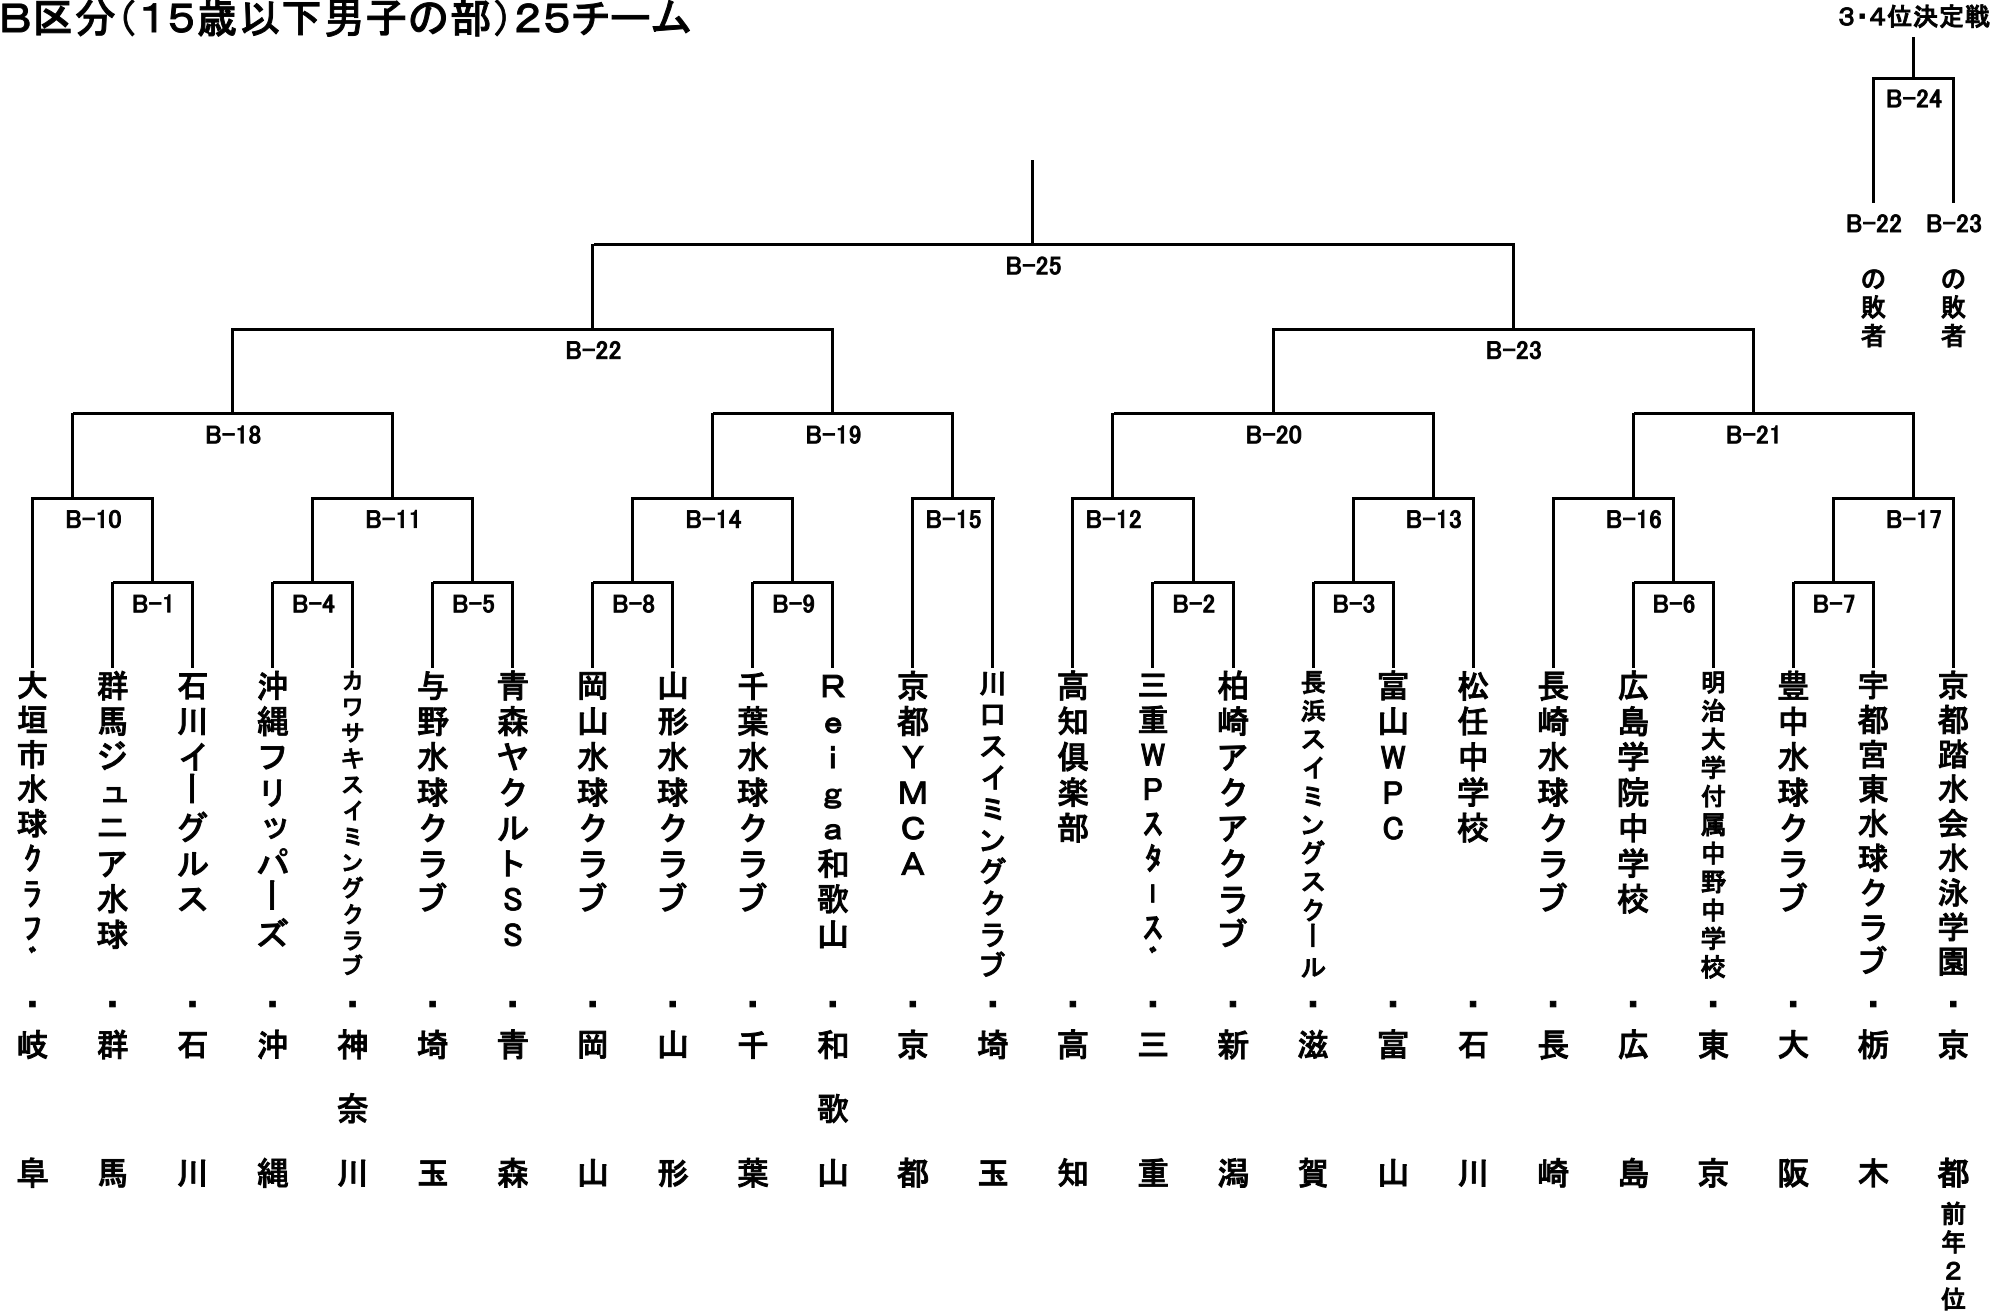 B区分（１５歳以下男子の部）２５チーム
３・４位決定戦
B-24
B-22
B-23
の敗者
の敗者
B-25
B-22
B-23
B-18
B-19
B-20
B-21
B-10
B-11
B-14
B-15
B-12
B-13
B-16
B-17
B-1
B-4
B-5
B-8
B-9
B-2
B-3
B-6
B-7
大垣市水球ｸﾗﾌﾞ・岐阜
群馬ジュニア水球・群馬
石川イーグルス・石川
沖縄フリッパーズ・沖縄
カワサキスイミングクラブ・神奈川
与野水球クラブ・埼玉
青森ヤクルトＳＳ・青森
岡山水球クラブ・岡山
山形水球クラブ・山形
千葉水球クラブ・千葉
Ｒｅｉｇａ和歌山・和歌山
京都ＹＭＣＡ・京都
川口スイミングクラブ・埼玉
高知倶楽部・高知
三重ＷＰｽﾀｰｽﾞ・三重
柏崎アクアクラブ・新潟
長浜スイミングスクール・滋賀
富山ＷＰＣ・富山
松任中学校・石川
長崎水球クラブ・長崎
広島学院中学校・広島
明治大学付属中野中学校・東京
豊中水球クラブ・大阪
宇都宮東水球クラブ・栃木
京都踏水会水泳学園・京都
前年２位